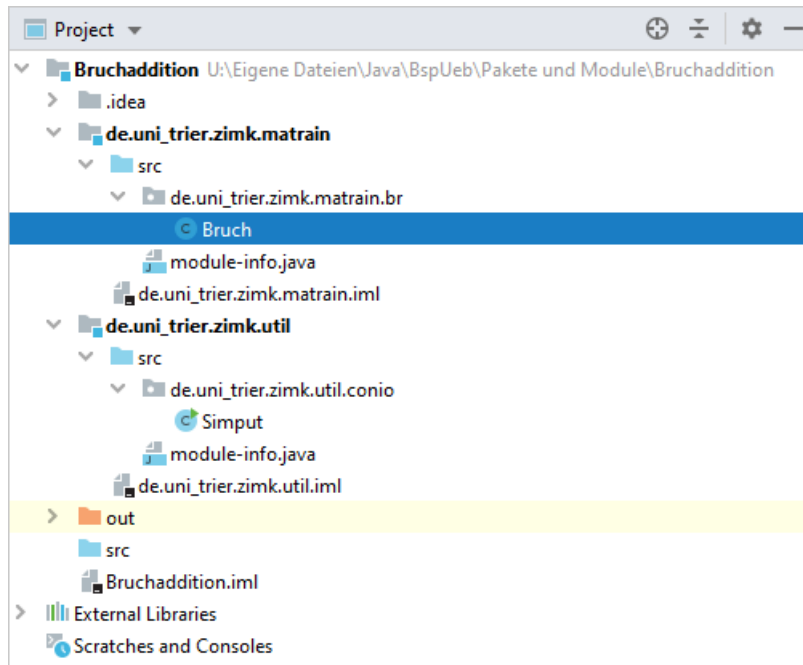 Project
Bruchaddition U:\Eigene Dateien\Java\BspUeb\Pakete und Module\Bruchaddition
.idea
de.uni_trier.zimk.matrain
src
de.uni_trier.zimk.matrain.br
C Bruch
module-info.java
de.uni_trier.zimk.matrain.iml
de.uni_trier.zimk.util
src
de.uni_trier.zimk.util.conio
C Simput
module-info.java
de.uni_trier.zimk.util.iml
out
src
Bruchaddition.iml
External Libraries
Scratches and Consoles